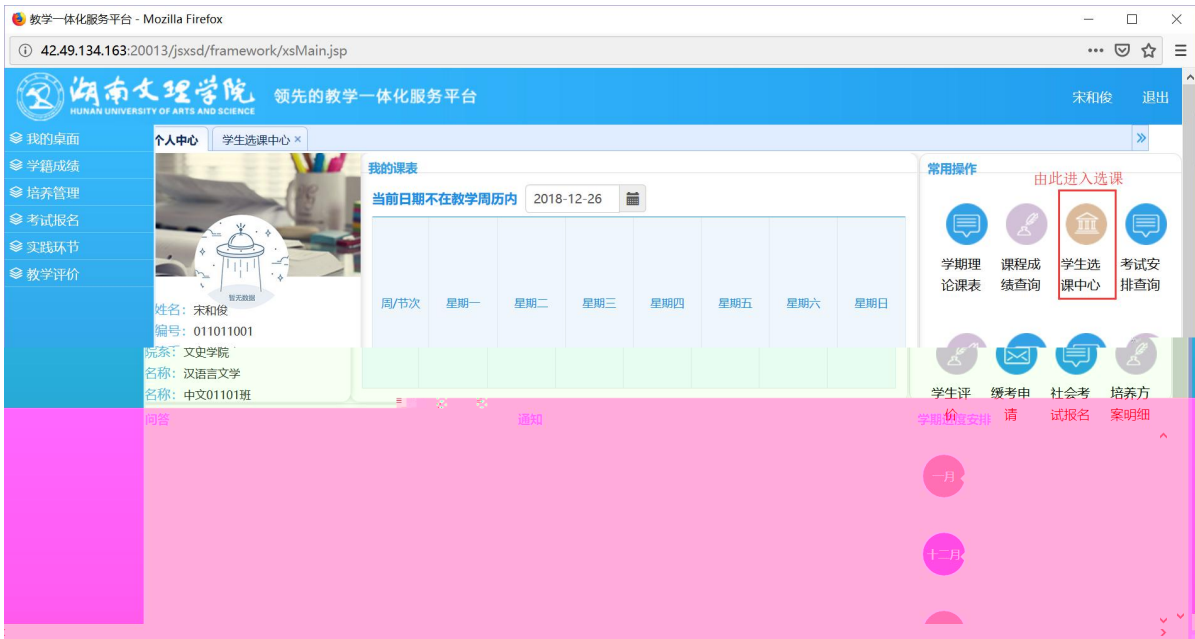 教学一体化服务平台 - Mozilla Firefox
42.49.134.163:20013/jsxsd/framework/xsMain.jsp
湖南文理学院
HUNAN UNIVERSITY OF ARTS AND SCIENCE
领先的教学一体化服务平台
宋和俊 退出
我的桌面
学籍成绩
培养管理
考试报名
实践环节
教学评价
个人中心 学生选课中心 ×
暂无数据
姓名: 宋和俊
编号: 011011001
院系: 文史学院
名称: 汉语言文学
名称: 中文01101班
我的课表
当前日期不在教学周历内 2018-12-26
周/节次 星期一 星期二 星期三 星期四 星期五 星期六 星期日
常用操作
由此进入选课
学期理论课表
课程成绩查询
学生选课中心
考试安排查询
学生评价
缓考申请
社会考试报名
培养方案明细
问答
通知
学期进度安排
一月
十二月